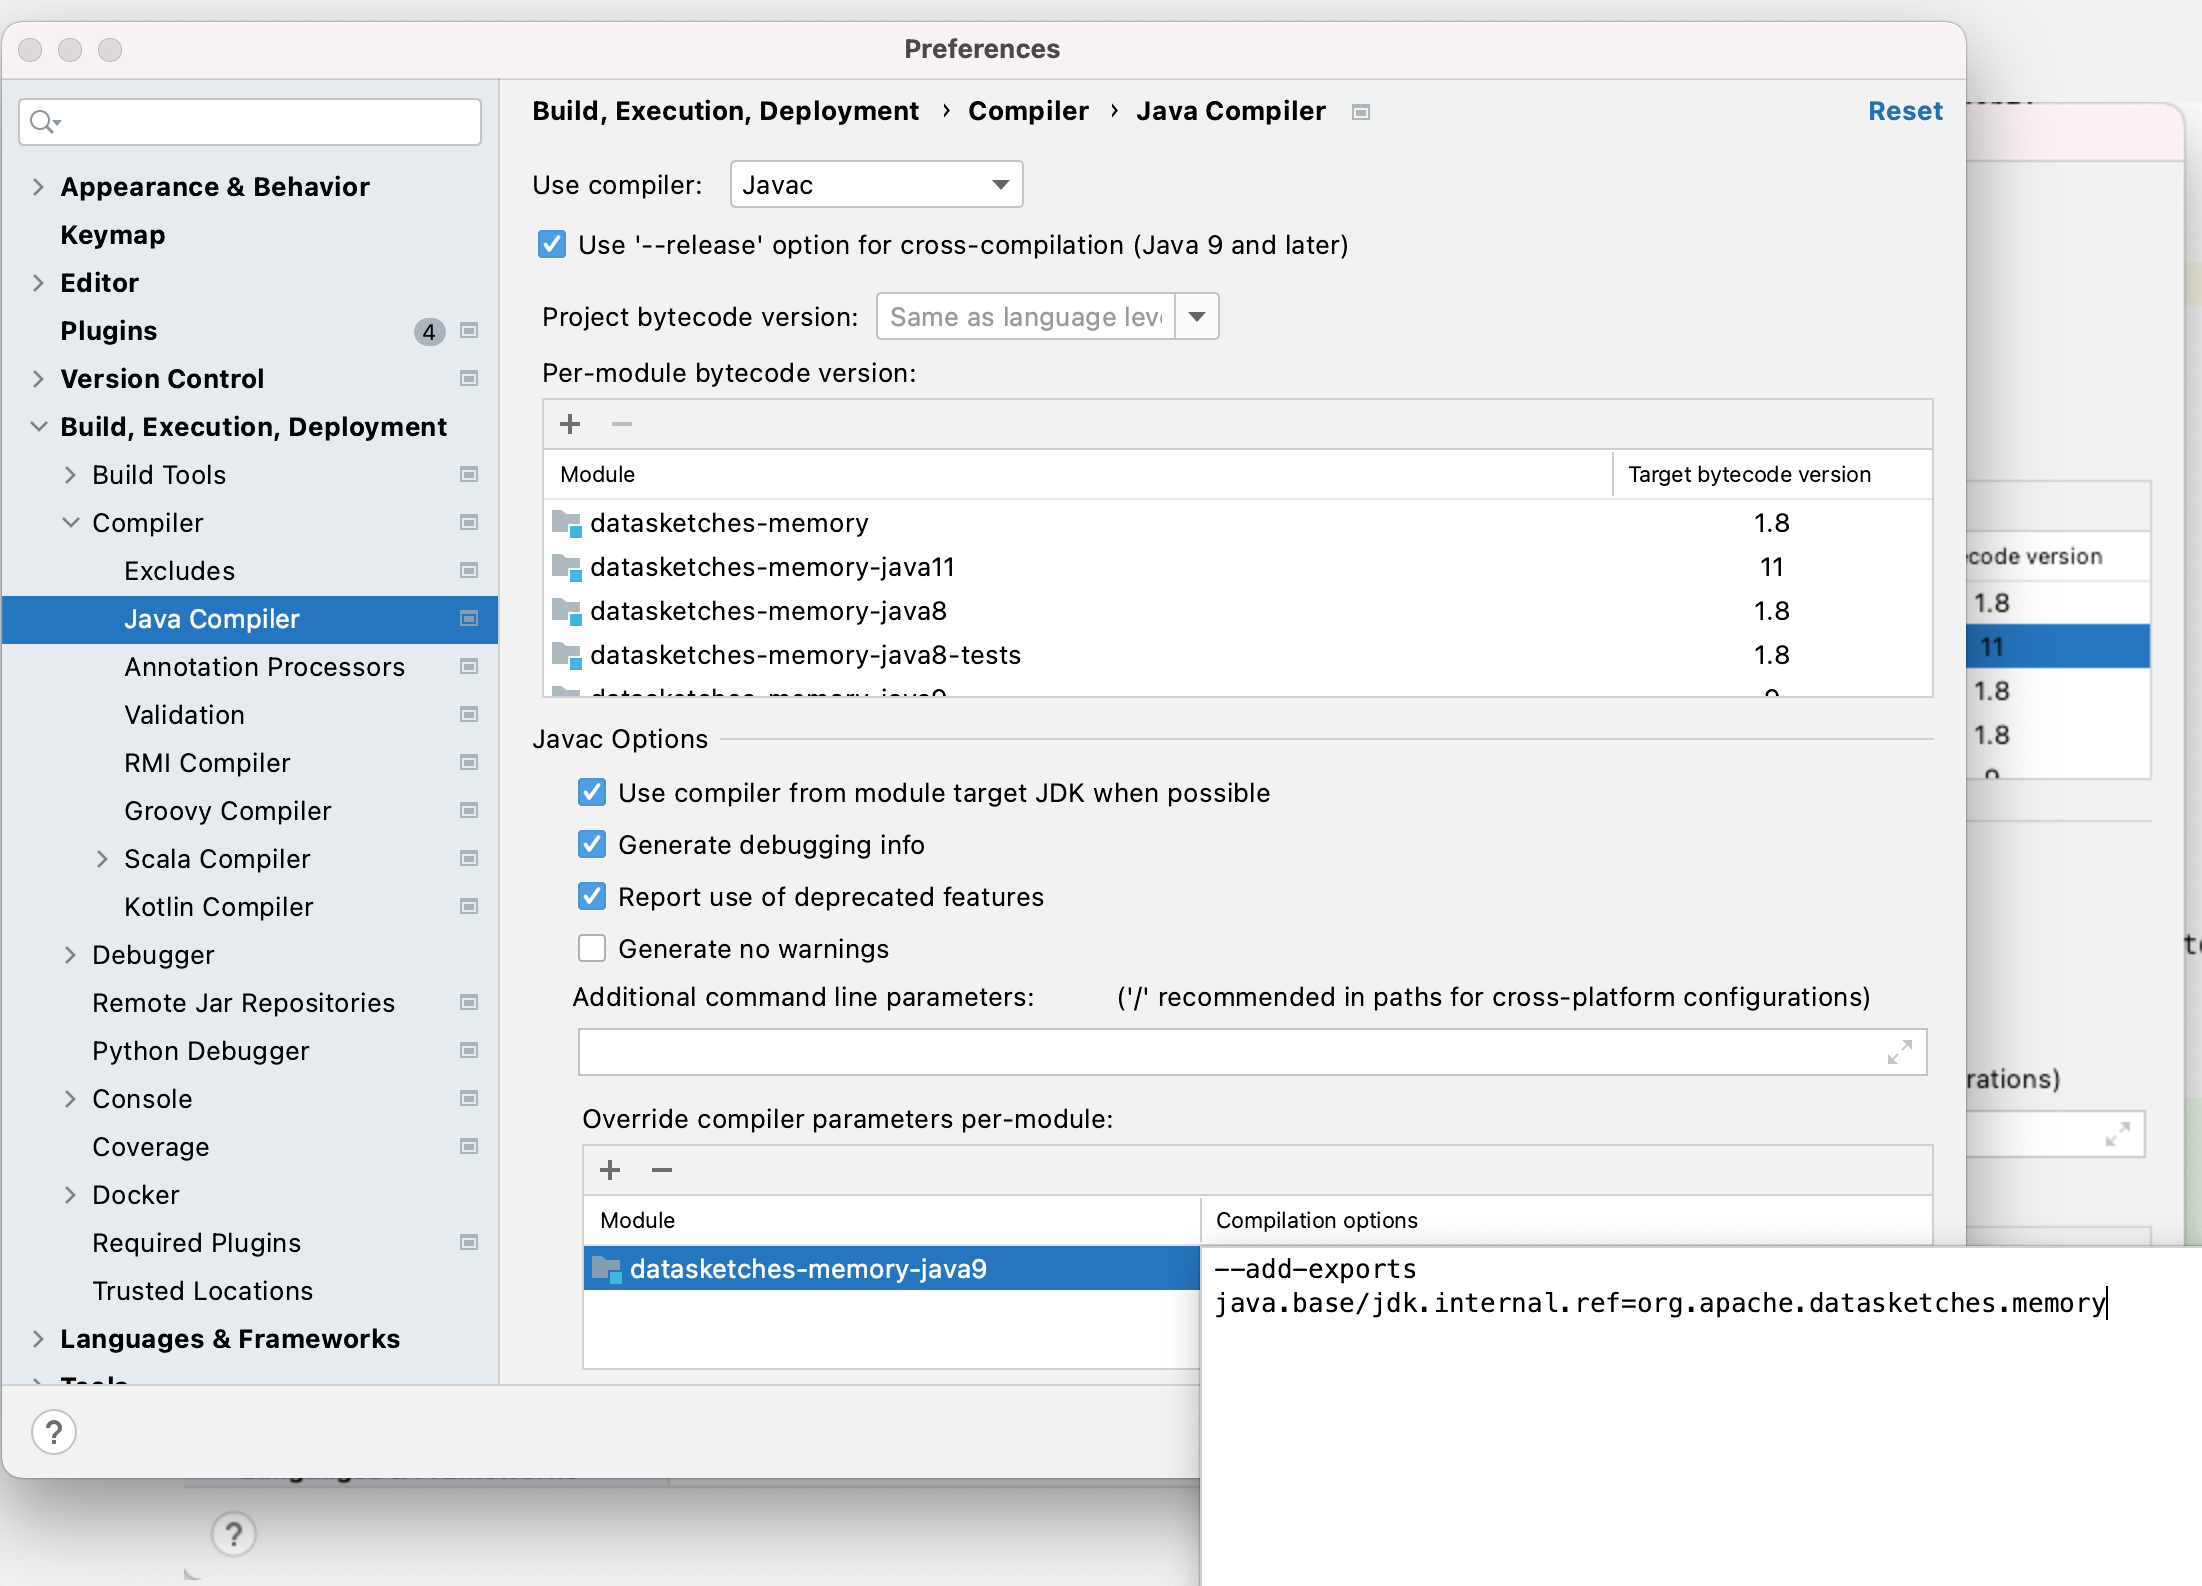 Preferences
Build, Execution, Deployment › Compiler › Java Compiler
Reset
Appearance & Behavior
Keymap
Editor
Plugins 4
Version Control
Build, Execution, Deployment
Build Tools
Compiler
Excludes
Java Compiler
Annotation Processors
Validation
RMI Compiler
Groovy Compiler
Scala Compiler
Kotlin Compiler
Debugger
Remote Jar Repositories
Python Debugger
Console
Coverage
Docker
Required Plugins
Trusted Locations
Languages & Frameworks
Tools
?
Use compiler: Javac
Use '--release' option for cross-compilation (Java 9 and later)
Project bytecode version: Same as language lev
Per-module bytecode version:
Module Target bytecode version
datasketches-memory 1.8
datasketches-memory-java11 11
datasketches-memory-java8 1.8
datasketches-memory-java8-tests 1.8
datasketches-memory-java9 9
Javac Options
Use compiler from module target JDK when possible
Generate debugging info
Report use of deprecated features
Generate no warnings
Additional command line parameters: ('/' recommended in paths for cross-platform configurations)
Override compiler parameters per-module:
Module Compilation options
datasketches-memory-java9
--add-exports
java.base/jdk.internal.ref=org.apache.datasketches.memory
code version
1.8
11
1.8
1.8
9
rations)
Languages & Frameworks
?